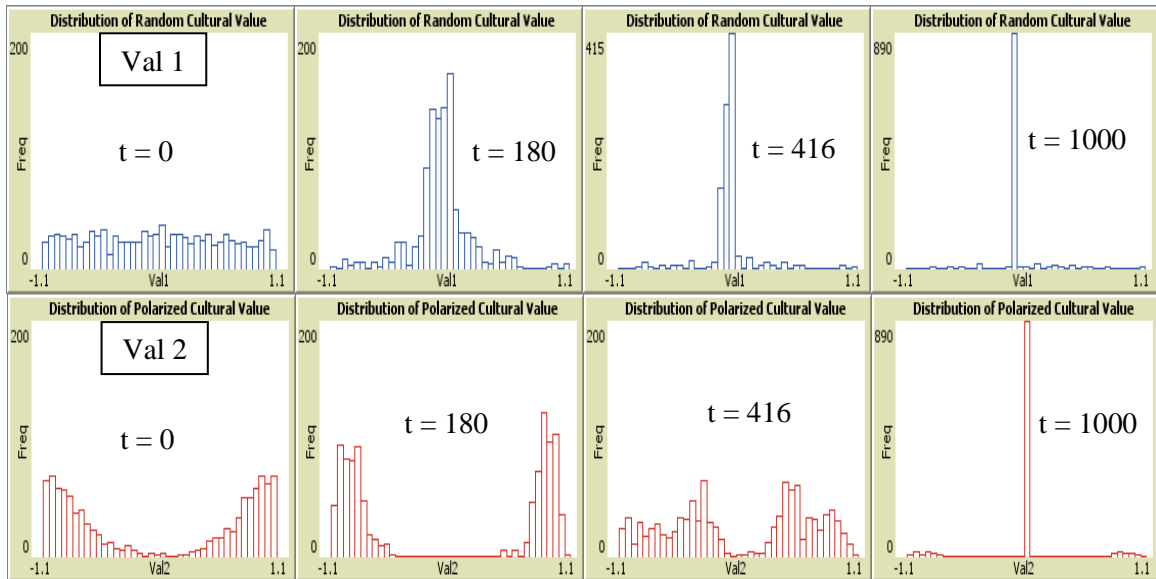 Distribution of Random Cultural Value
200
Val 1
t = 0
Freq
0
-1.1
Val1
1.1
Distribution of Random Cultural Value
200
t = 180
Freq
0
-1.1
Val1
1.1
Distribution of Random Cultural Value
415
t = 416
Freq
0
-1.1
Val1
1.1
Distribution of Random Cultural Value
890
t = 1000
Freq
0
-1.1
Val1
1.1
Distribution of Polarized Cultural Value
200
Val 2
t = 0
Freq
0
-1.1
Val2
1.1
Distribution of Polarized Cultural Value
200
t = 180
Freq
0
-1.1
Val2
1.1
Distribution of Polarized Cultural Value
200
t = 416
Freq
0
-1.1
Val2
1.1
Distribution of Polarized Cultural Value
890
t = 1000
Freq
0
-1.1
Val2
1.1